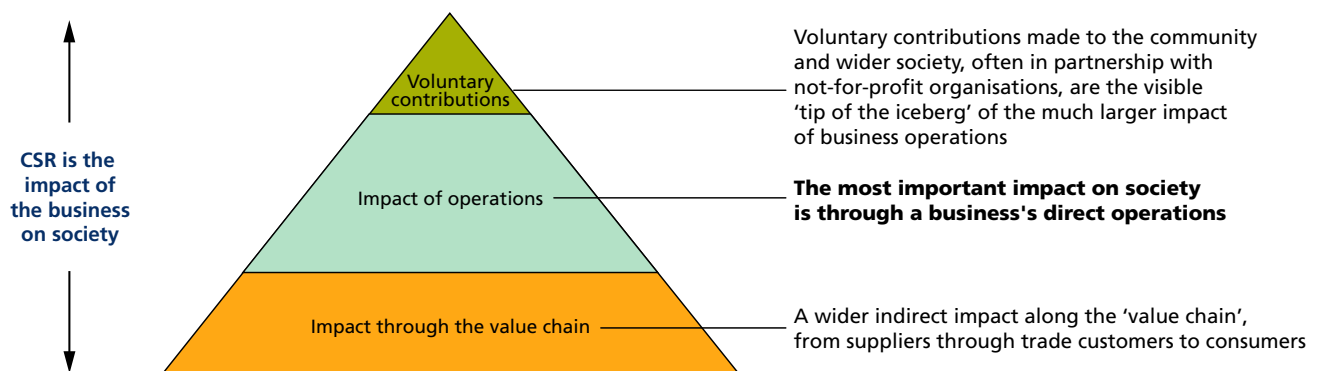 CSR is the
impact of
the business
on society
Voluntary
contributions
Voluntary contributions made to the community
and wider society, often in partnership with
not-for-profit organisations, are the visible
‘tip of the iceberg’ of the much larger impact
of business operations
Impact of operations
The most important impact on society
is through a business's direct operations
Impact through the value chain
A wider indirect impact along the ‘value chain’,
from suppliers through trade customers to consumers